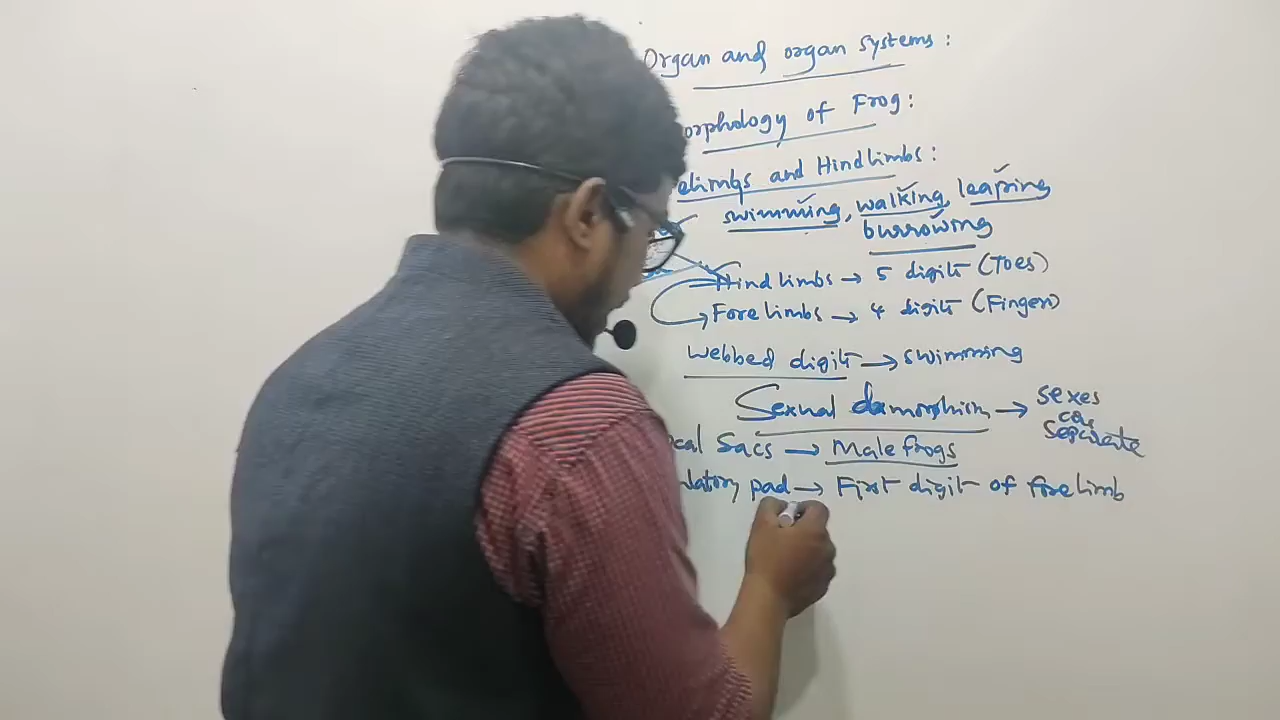 Organ and organ systems :
orphology of Frog :
elimbs and Hindlimbs :
swimming, walking, leaping
burrowing
Hind limbs → 5 digits (Toes)
Fore limbs → 4 digits (Fingers)
webbed digits → swimming
Sexual damorphism → sexes
can
separate
cal Sacs → Male frogs
latory pad → First digit of fore limb